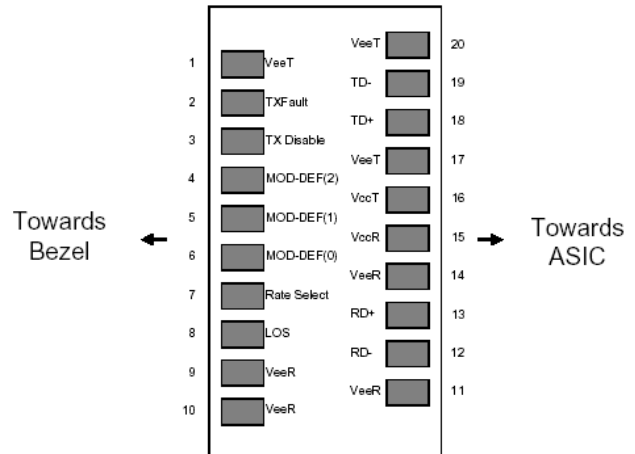 VeeT 20
1 VeeT
TD- 19
2 TXFault
TD+ 18
3 TX Disable
VeeT 17
4 MOD-DEF(2)
VccT 16
5 MOD-DEF(1)
Towards
Bezel
VccR 15
Towards
ASIC
6 MOD-DEF(0)
VeeR 14
7 Rate Select
RD+ 13
8 LOS
RD- 12
9 VeeR
VeeR 11
10 VeeR